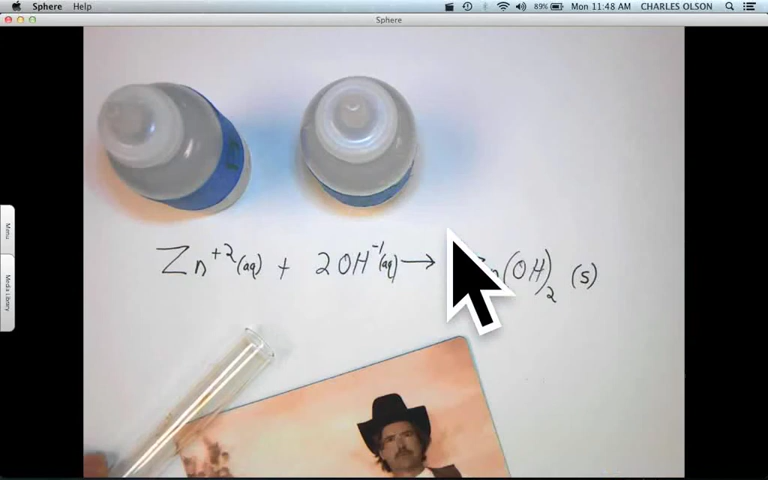 Sphere Help 89% Mon 11:48 AM CHARLES OLSON
Sphere
Menu
Media Library
Zn+2(aq) + 2OH-1(aq) → (OH)2 (s)